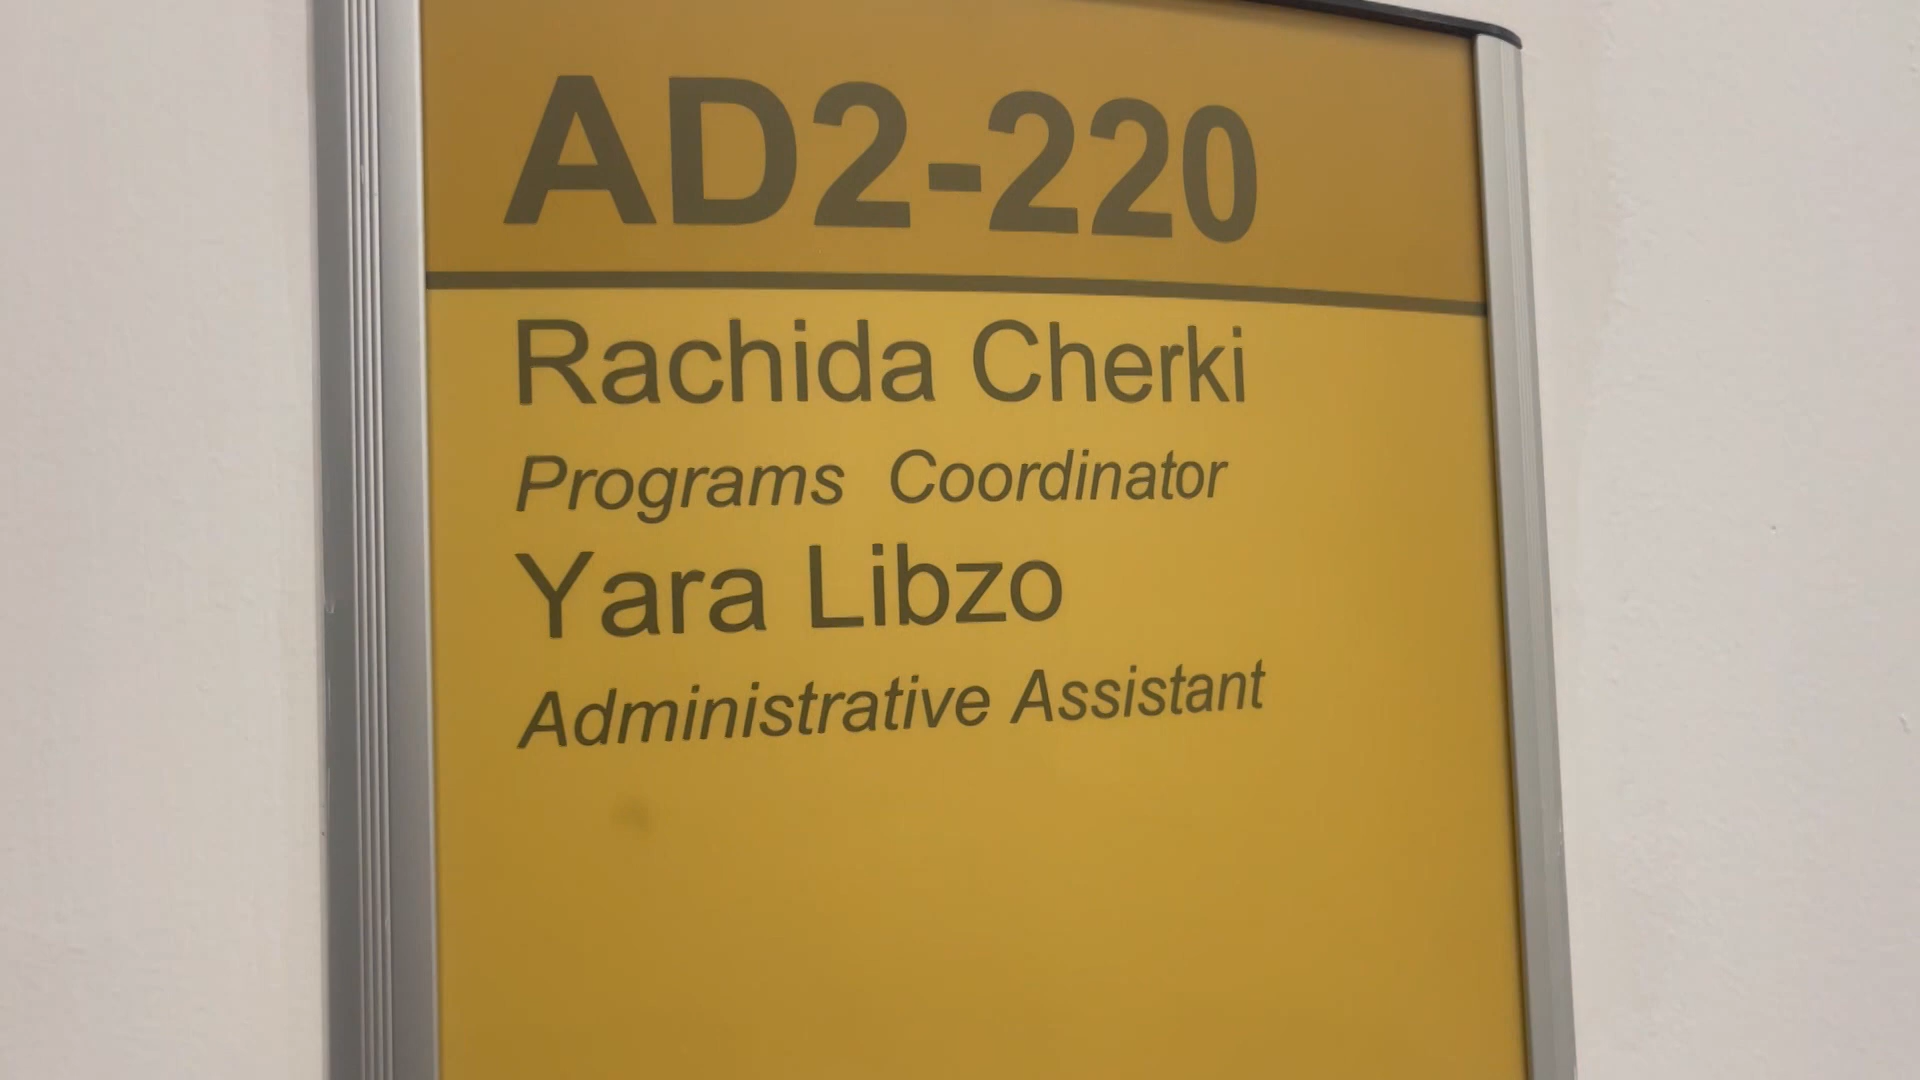 AD2-220
Rachida Cherki
Programs Coordinator
Yara Libzo
Administrative Assistant